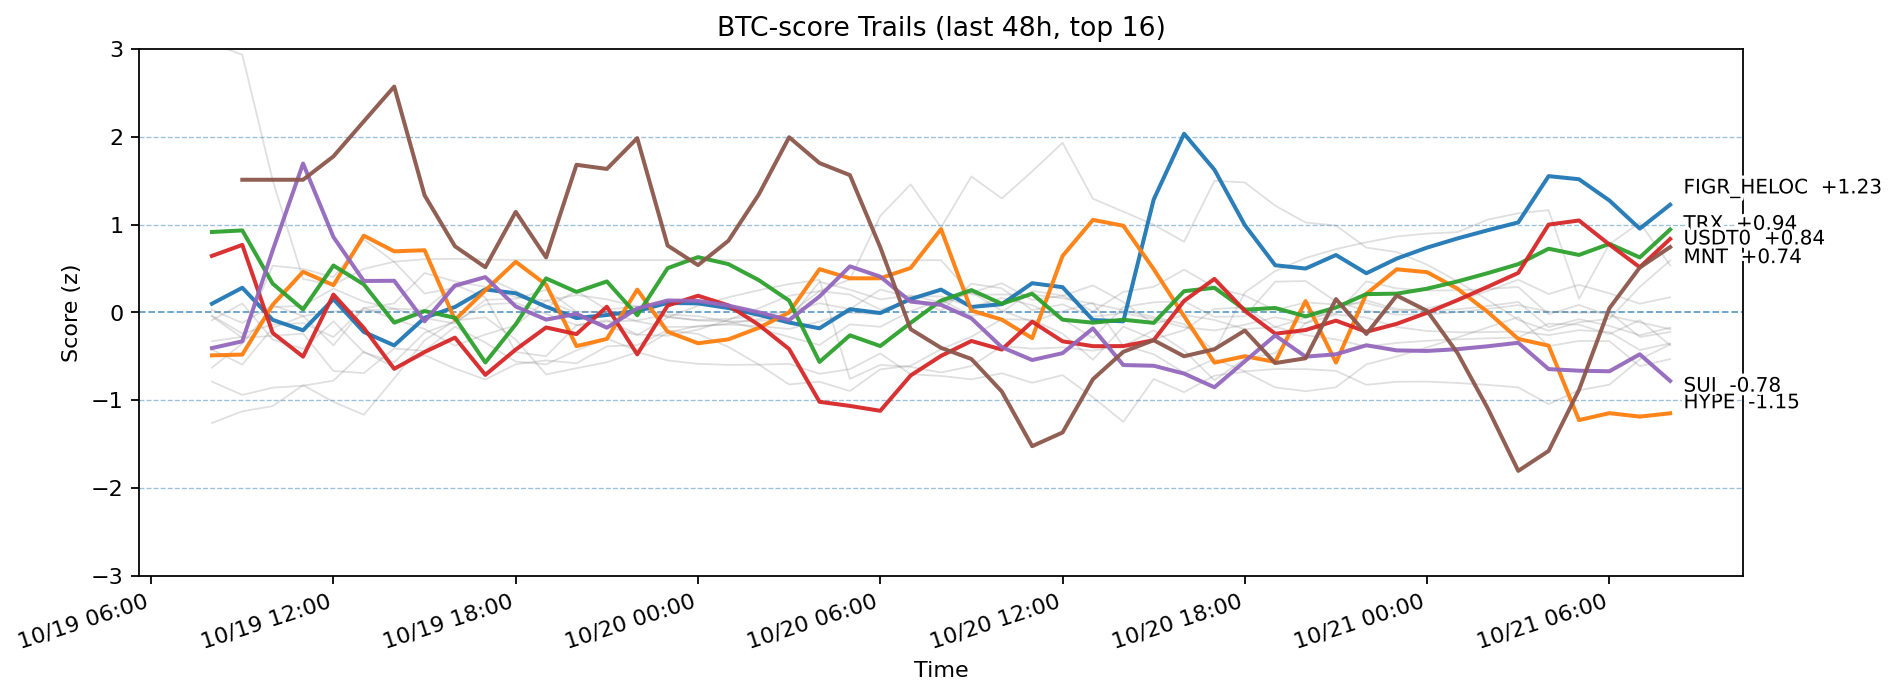 BTC-score Trails (last 48h, top 16)
Score (z)
3
2
1
0
−1
−2
−3
FIGR_HELOC +1.23
TRX +0.94
USDT0 +0.84
MNT +0.74
SUI -0.78
HYPE -1.15
10/19 06:00
10/19 12:00
10/19 18:00
10/20 00:00
10/20 06:00
10/20 12:00
10/20 18:00
10/21 00:00
10/21 06:00
Time